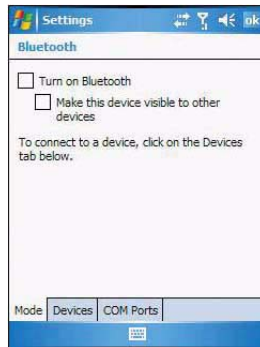 Settings
ok
Bluetooth
Turn on Bluetooth
Make this device visible to other
devices
To connect to a device, click on the Devices
tab below.
Mode Devices COM Ports